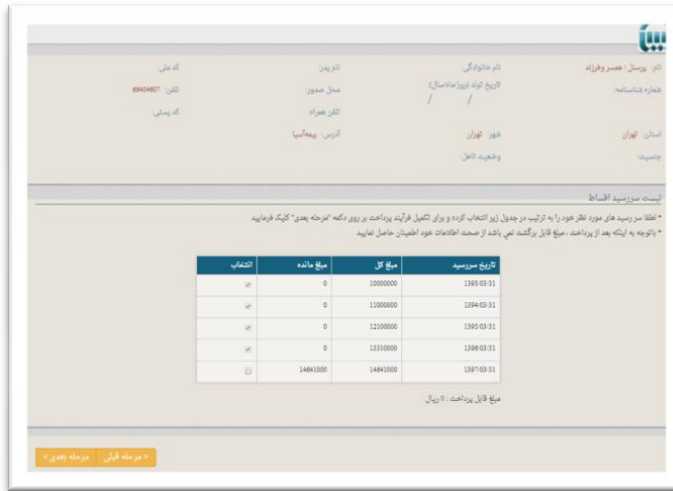 سینا
نام: پرسنل / همسر وفرزند نام خانوادگی: نام پدر: کد ملی:
شماره شناسنامه: تاریخ تولد:(روز/ماه/سال): / / محل صدور: تلفن: 66404607
تلفن همراه: کد پستی:
استان: تهران شهر: تهران آدرس: بیمه‌آسیا
جنسیت: وضعیت تاهل:
لیست سررسید اقساط
* لطفا سر رسید های مورد نظر خود را به ترتیب در جدول زیر انتخاب کرده و برای تکمیل فرآیند پرداخت بر روی دکمه "مرحله بعدی" کلیک فرمایید
* باتوجه به اینکه بعد از پرداخت ، مبلغ قابل برگشت نمی باشد از صحت اطلاعات خود اطمینان حاصل نمایید
تاریخ سررسید مبلغ کل مبلغ مانده انتخاب
1393-03-31 10000000 0
1394-03-31 11000000 0
1395-03-31 12100000 0
1396-03-31 13310000 0
1397-03-31 14641000 14641000
مبلغ قابل پرداخت : 0 ریال
« مرحله قبلی مرحله بعدی »